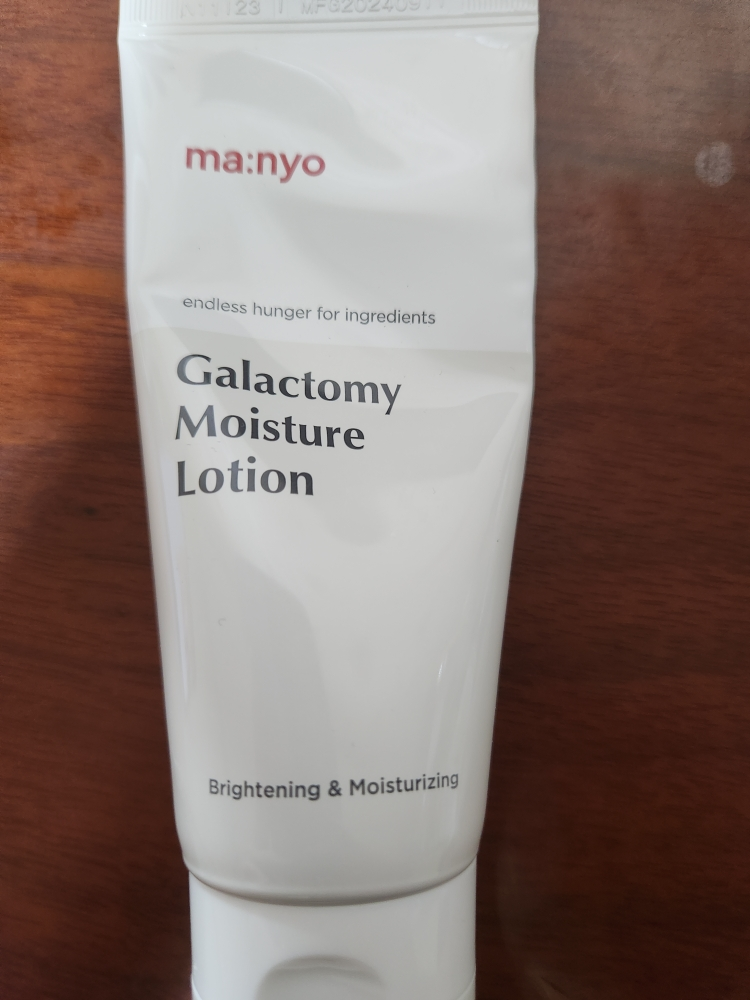 ma:nyo
endless hunger for ingredients
Galactomy
Moisture
Lotion
Brightening & Moisturizing